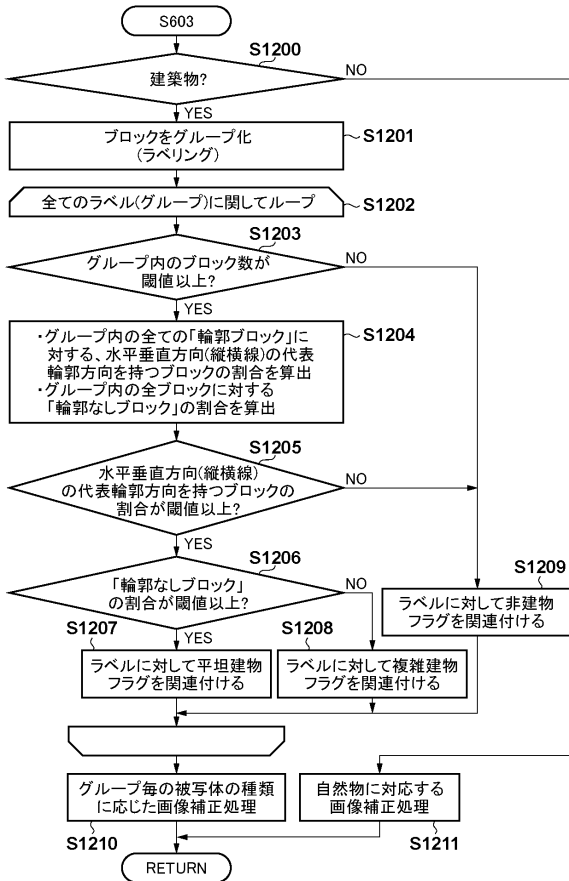 S603
S1200
建築物?
NO
YES
ブロックをグループ化
(ラベリング)
S1201
全てのラベル(グループ)に関してループ
S1202
S1203
グループ内のブロック数が
閾値以上?
NO
YES
S1204
・グループ内の全ての「輪郭ブロック」に
対する、水平垂直方向(縦横線)の代表
輪郭方向を持つブロックの割合を算出
・グループ内の全ブロックに対する
「輪郭なしブロック」の割合を算出
S1205
水平垂直方向(縦横線)
の代表輪郭方向を持つブロックの
割合が閾値以上?
NO
YES
S1206
「輪郭なしブロック」
の割合が閾値以上?
NO
YES
S1209
ラベルに対して非建物
フラグを関連付ける
S1207
ラベルに対して平坦建物
フラグを関連付ける
S1208
ラベルに対して複雑建物
フラグを関連付ける
グループ毎の被写体の種類
に応じた画像補正処理
S1210
自然物に対応する
画像補正処理
S1211
RETURN